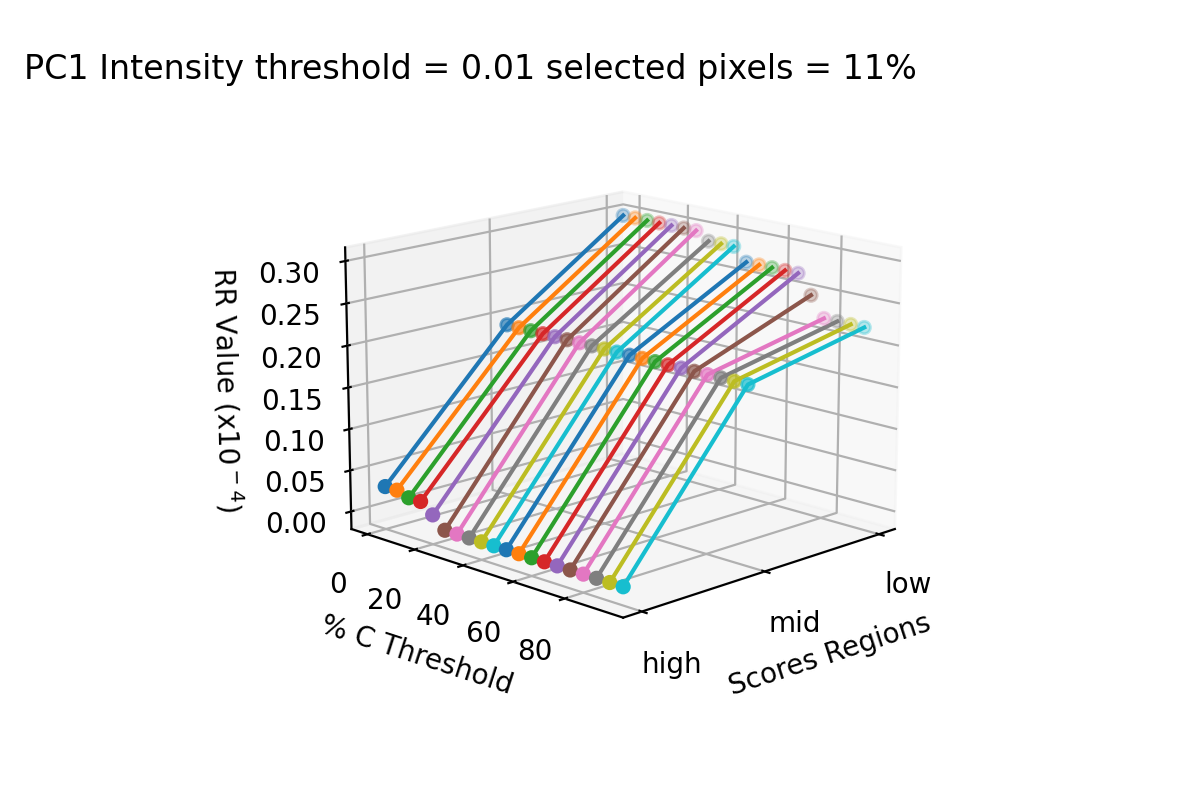 PC1 Intensity threshold = 0.01 selected pixels = 11%
RR Value (x10⁻⁴)
0.30
0.25
0.20
0.15
0.10
0.05
0.00
0
20
40
60
80
% C Threshold
high
mid
low
Scores Regions